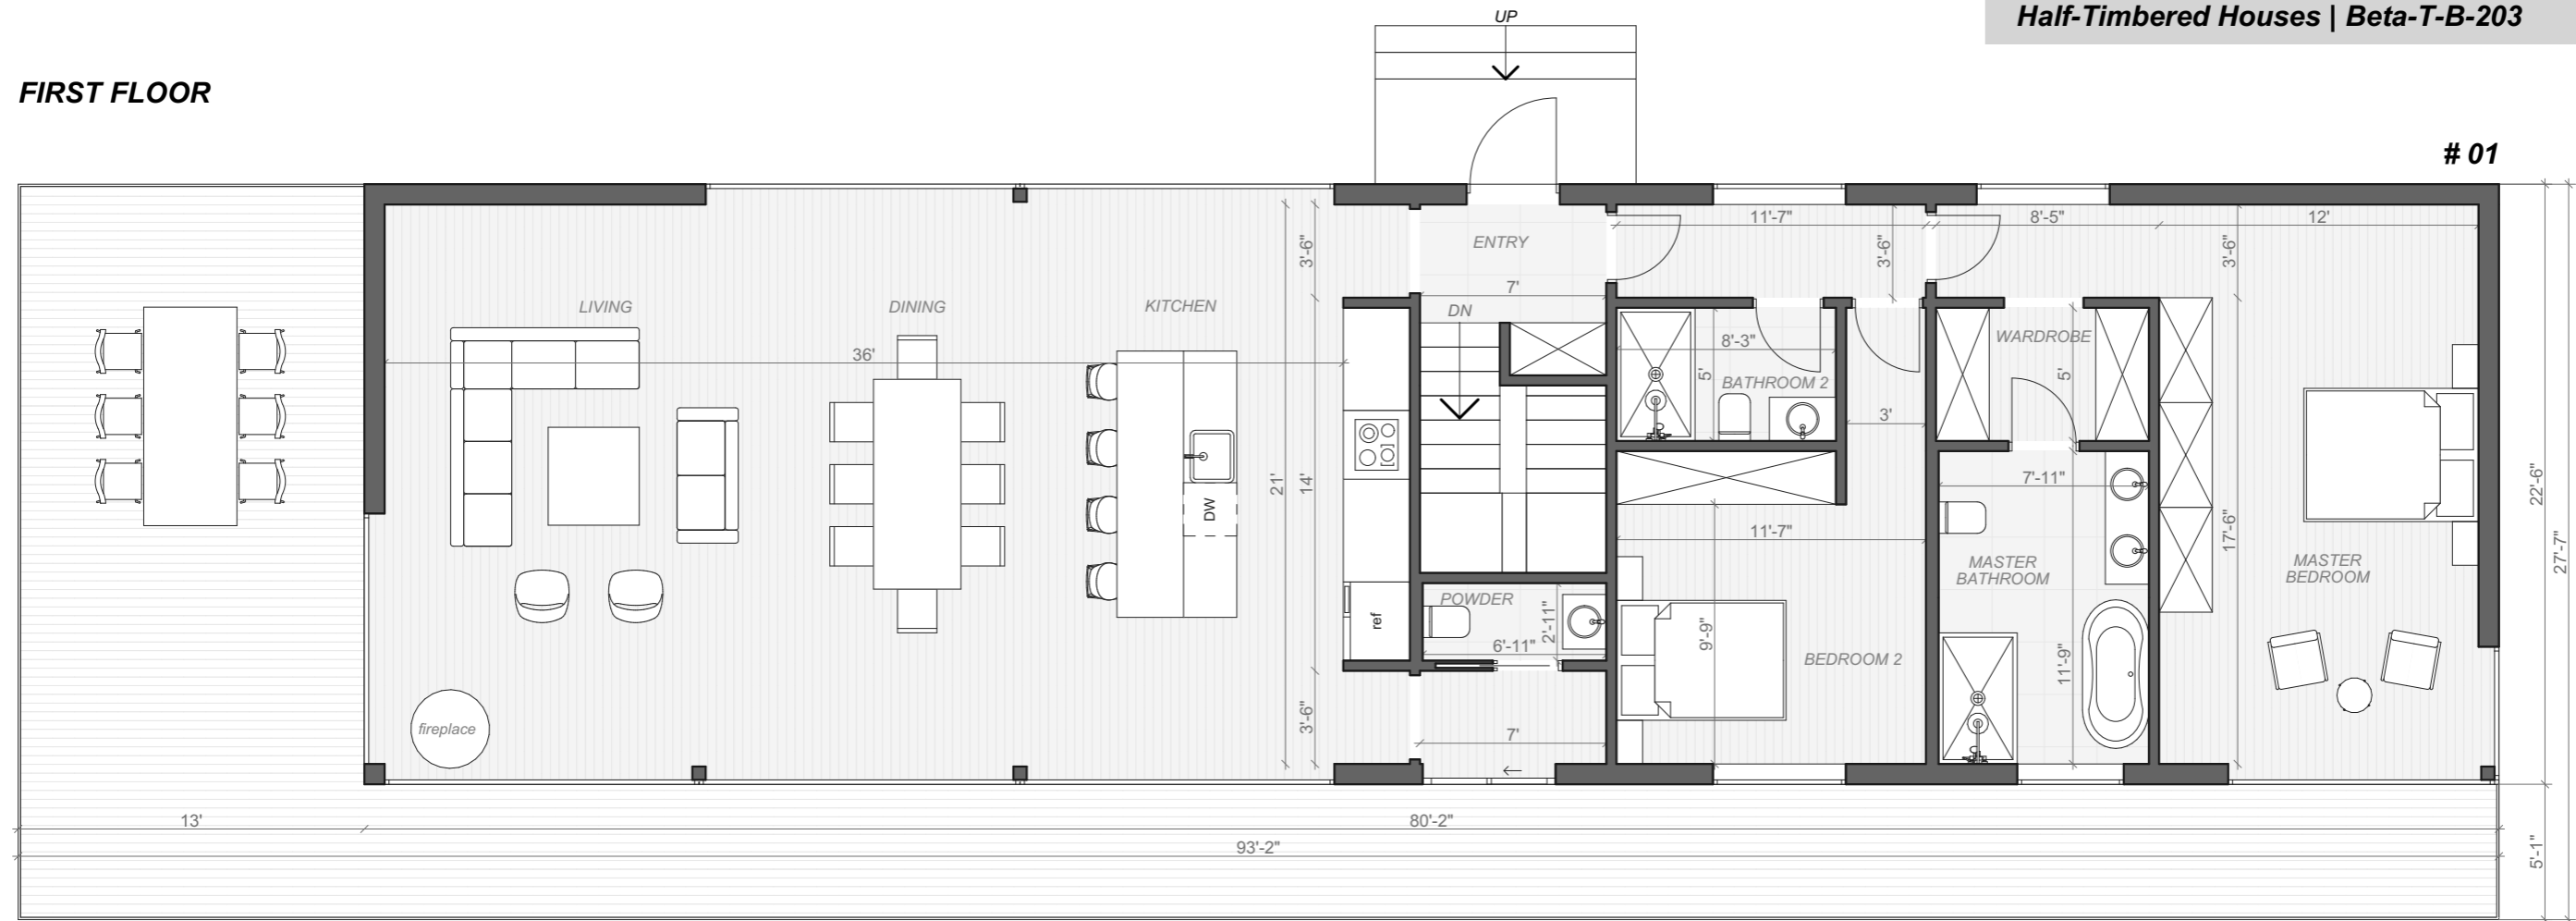 UP
Half-Timbered Houses | Beta-T-B-203
FIRST FLOOR
# 01
11'-7"
8'-5"
12'
ENTRY
3'-6"
3'-6"
3'-6"
7'
LIVING
DINING
KITCHEN
DN
WARDROBE
36'
8'-3"
5'
BATHROOM 2
5'
3'
21'
14'
DW
7'-11"
22'-6"
27'-7"
11'-7"
17'-6"
MASTER
BATHROOM
MASTER
BEDROOM
POWDER
ref
2'-11"
6'-11"
9'-9"
BEDROOM 2
11'-9"
fireplace
3'-6"
7'
13'
80'-2"
93'-2"
5'-1"